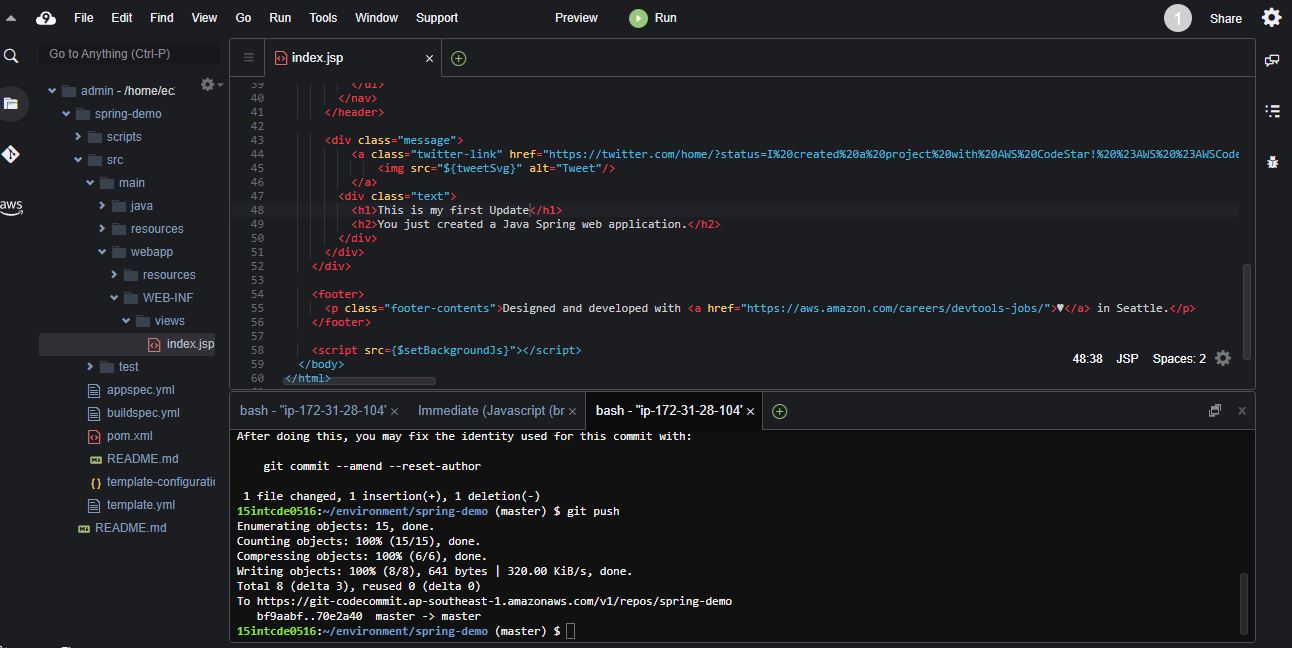 File Edit Find View Go Run Tools Window Support Preview Run 1 Share
Go to Anything (Ctrl-P)
index.jsp
admin - /home/ec
spring-demo
scripts
src
main
java
resources
webapp
resources
WEB-INF
views
index.jsp
test
appspec.yml
buildspec.yml
pom.xml
README.md
template-configuratio
template.yml
README.md
aws
39 </ul>
40 </nav>
41 </header>
42
43 <div class="message">
44 <a class="twitter-link" href="https://twitter.com/home/?status=I%20created%20a%20project%20with%20AWS%20CodeStar!%20%23AWS%20%23AWSCode
45 <img src="${tweetSvg}" alt="Tweet"/>
46 </a>
47 <div class="text">
48 <h1>This is my first Update</h1>
49 <h2>You just created a Java Spring web application.</h2>
50 </div>
51 </div>
52 </div>
53
54 <footer>
55 <p class="footer-contents">Designed and developed with <a href="https://aws.amazon.com/careers/devtools-jobs/">♥</a> in Seattle.</p>
56 </footer>
57
58 <script src={$setBackgroundJs}"></script>
59 </body>
60 </html>
48:38 JSP Spaces: 2
bash - "ip-172-31-28-104" Immediate (Javascript (br bash - "ip-172-31-28-104"
After doing this, you may fix the identity used for this commit with:
git commit --amend --reset-author
1 file changed, 1 insertion(+), 1 deletion(-)
15intcde0516:~/environment/spring-demo (master) $ git push
Enumerating objects: 15, done.
Counting objects: 100% (15/15), done.
Compressing objects: 100% (6/6), done.
Writing objects: 100% (8/8), 641 bytes | 320.00 KiB/s, done.
Total 8 (delta 3), reused 0 (delta 0)
To https://git-codecommit.ap-southeast-1.amazonaws.com/v1/repos/spring-demo
bf9aabf..70e2a40 master -> master
15intcde0516:~/environment/spring-demo (master) $